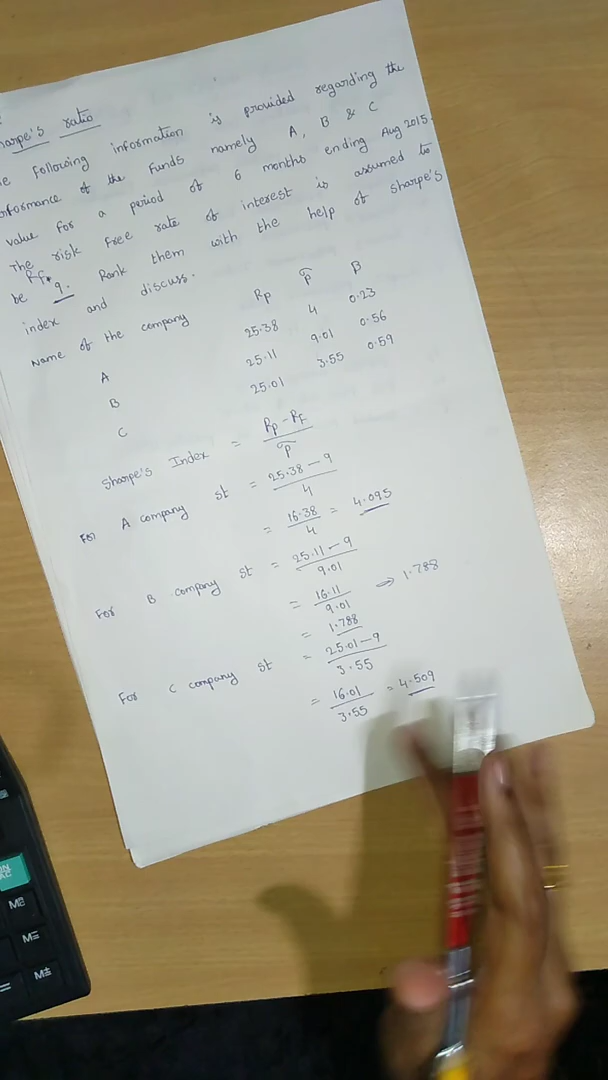 sharpe's ratio
following information is provided regarding the
performance of the Funds namely A, B & C
value for a period of 6 months ending Aug 2015.
The risk free rate of interest is assumed to
RF
be 9. Rank them with the help of sharpe's
index and discuss.
Name of the company Rp σp β
A 25.38 4 0.23
B 25.11 9.01 0.56
C 25.01 3.55 0.59
Sharpe's Index = Rp-RF / σp
For A company st = 25.38-9 / 4
= 16.38 / 4 = 4.095
For B company st = 25.11-9 / 9.01
= 16.11 / 9.01 ⇒ 1.788
= 1.788
For C company st = 25.01-9 / 3.55
= 16.01 / 3.55 = 4.509
M=